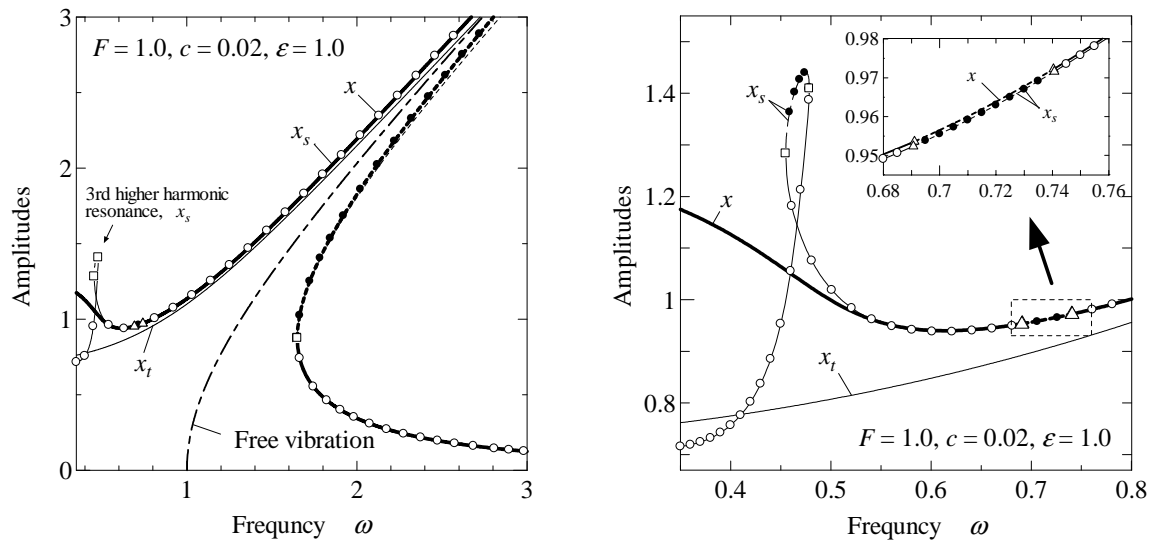 3
F = 1.0, c = 0.02, ε = 1.0
x
x_s
2
3rd higher harmonic
resonance, x_s
Amplitudes
1
x_t
Free vibration
0
1
2
3
Frequncy ω
0.98
0.97
0.96
0.95
x
x_s
0.68
0.7
0.72
0.74
0.76
1.4
x_s
1.2
x
Amplitudes
1
x_t
0.8
F = 1.0, c = 0.02, ε = 1.0
0.4
0.5
0.6
0.7
0.8
Frequncy ω